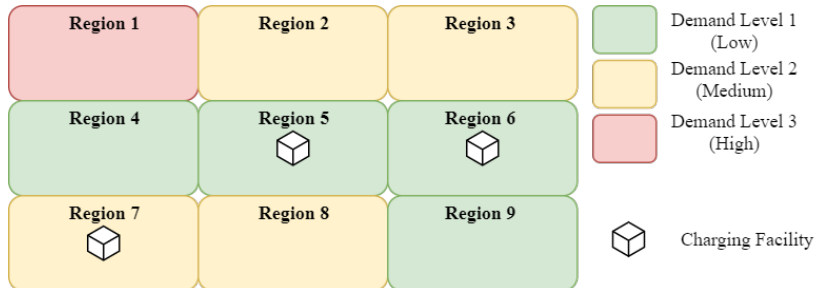 Region 1
Region 2
Region 3
Demand Level 1
(Low)
Demand Level 2
(Medium)
Region 4
Region 5
Region 6
Demand Level 3
(High)
Region 7
Region 8
Region 9
Charging Facility